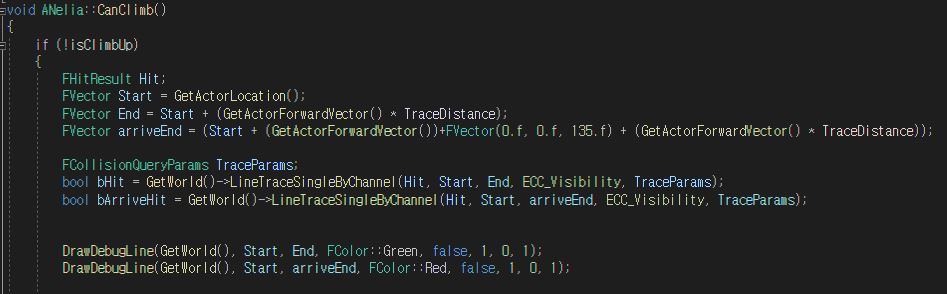 void ANelia::CanClimb()
{
if (!isClimbUp)
{
FHitResult Hit;
FVector Start = GetActorLocation();
FVector End = Start + (GetActorForwardVector() * TraceDistance);
FVector arriveEnd = (Start + (GetActorForwardVector())+FVector(0.f, 0.f, 135.f) + (GetActorForwardVector() * TraceDistance));
FCollisionQueryParams TraceParams;
bool bHit = GetWorld()->LineTraceSingleByChannel(Hit, Start, End, ECC_Visibility, TraceParams);
bool bArriveHit = GetWorld()->LineTraceSingleByChannel(Hit, Start, arriveEnd, ECC_Visibility, TraceParams);
DrawDebugLine(GetWorld(), Start, End, FColor::Green, false, 1, 0, 1);
DrawDebugLine(GetWorld(), Start, arriveEnd, FColor::Red, false, 1, 0, 1);